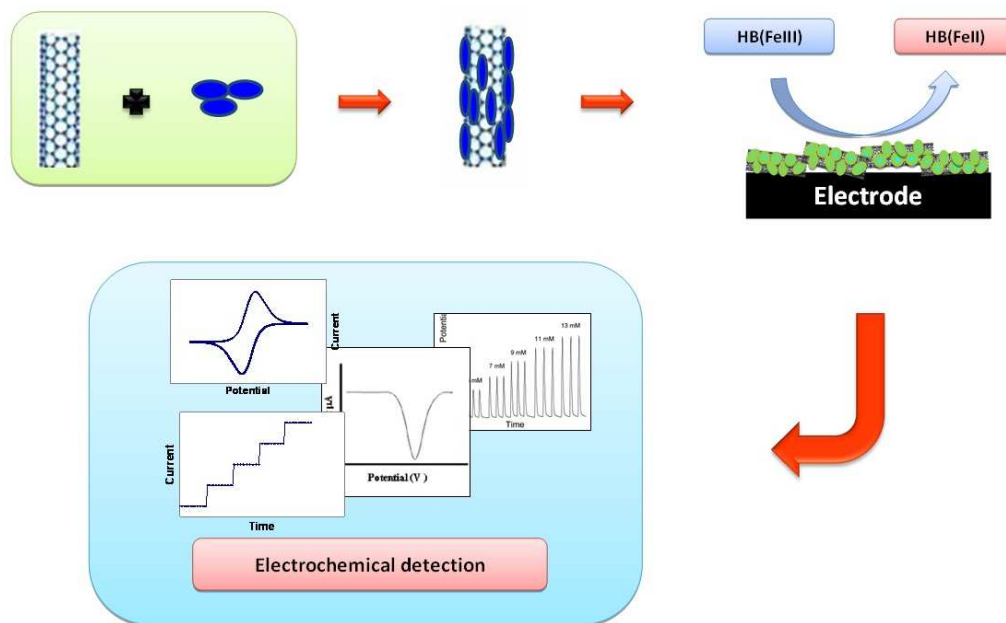 HB(FeIII)
HB(FeII)
Electrode
Current
Potential
Potential
7 mM
9 mM
11 mM
13 mM
Time
Potential (V )
Current
Time
Electrochemical detection